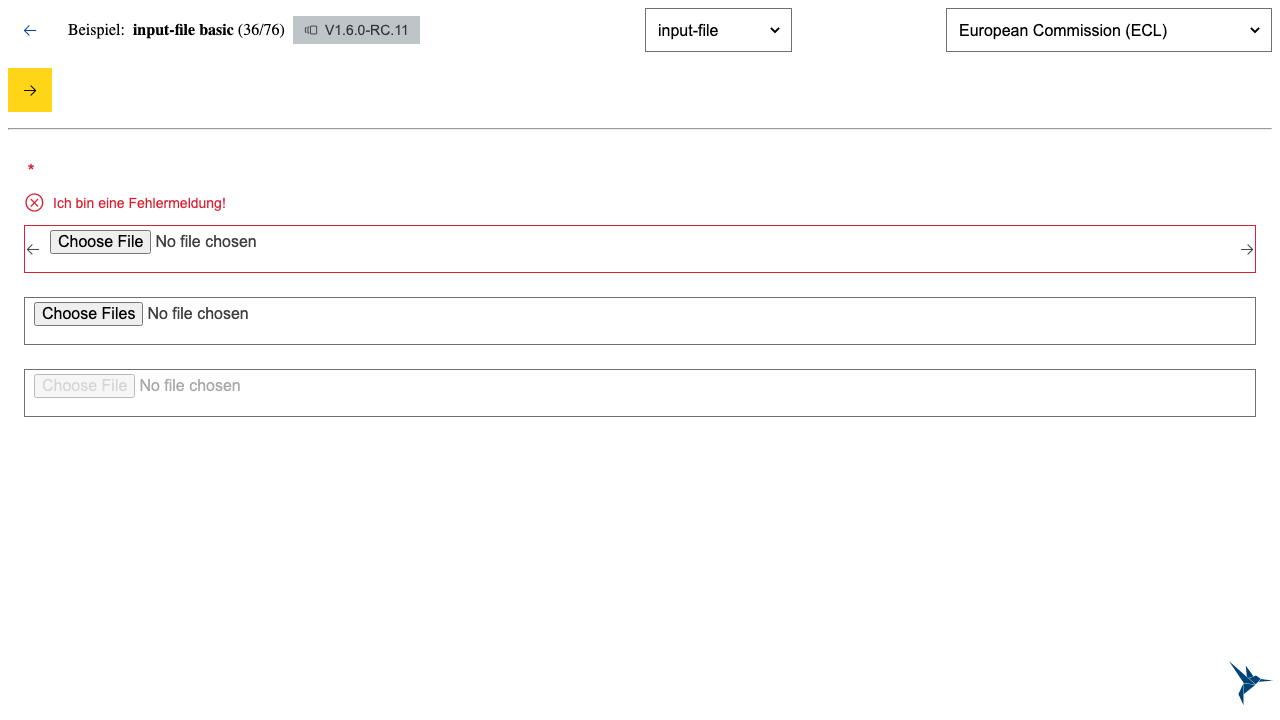 Beispiel: input-file basic (36/76) V1.6.0-RC.11 input-file European Commission (ECL)
*
Ich bin eine Fehlermeldung!
Choose File No file chosen
Choose Files No file chosen
Choose File No file chosen